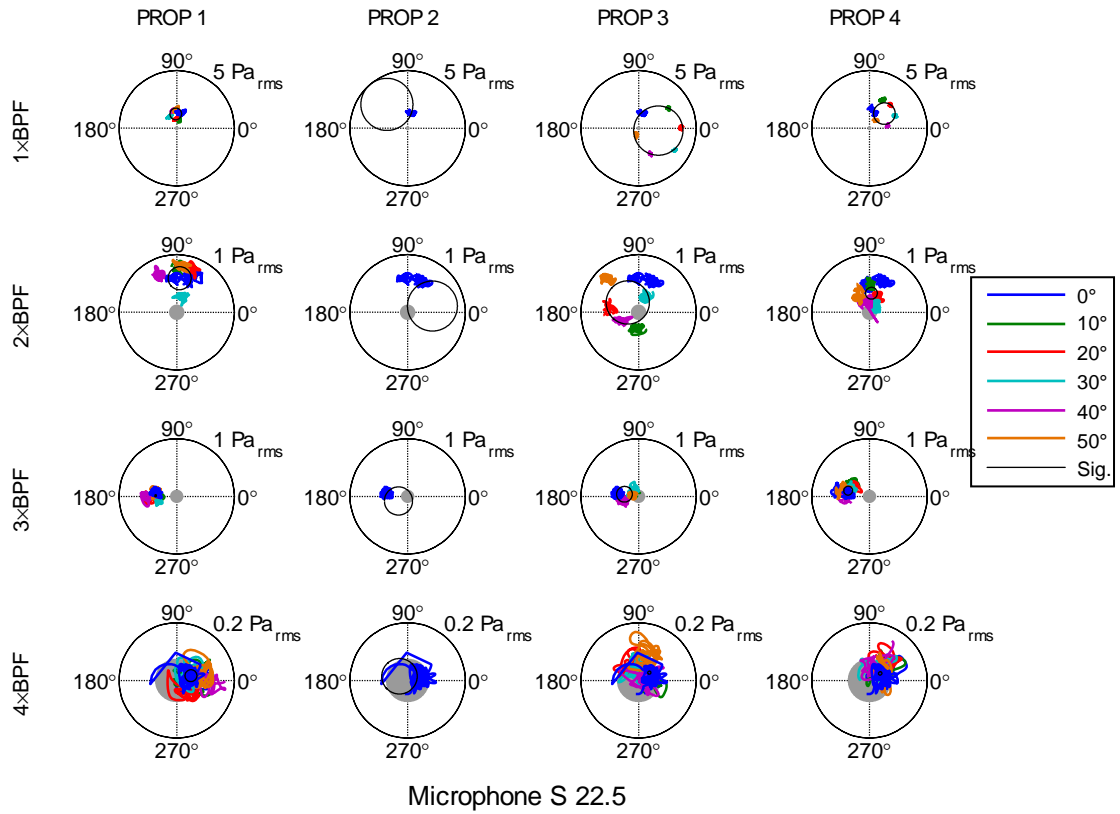 PROP 1 PROP 2 PROP 3 PROP 4
1×BPF
90° 5 Pa rms 180° 0° 270°
90° 5 Pa rms 180° 0° 270°
90° 5 Pa rms 180° 0° 270°
90° 5 Pa rms 180° 0° 270°
2×BPF
90° 1 Pa rms 180° 0° 270°
90° 1 Pa rms 180° 0° 270°
90° 1 Pa rms 180° 0° 270°
90° 1 Pa rms 180° 0° 270°
3×BPF
90° 1 Pa rms 180° 0° 270°
90° 1 Pa rms 180° 0° 270°
90° 1 Pa rms 180° 0° 270°
90° 1 Pa rms 180° 0° 270°
4×BPF
90° 0.2 Pa rms 180° 0° 270°
90° 0.2 Pa rms 180° 0° 270°
90° 0.2 Pa rms 180° 0° 270°
90° 0.2 Pa rms 180° 0° 270°
0°
10°
20°
30°
40°
50°
Sig.
Microphone S 22.5